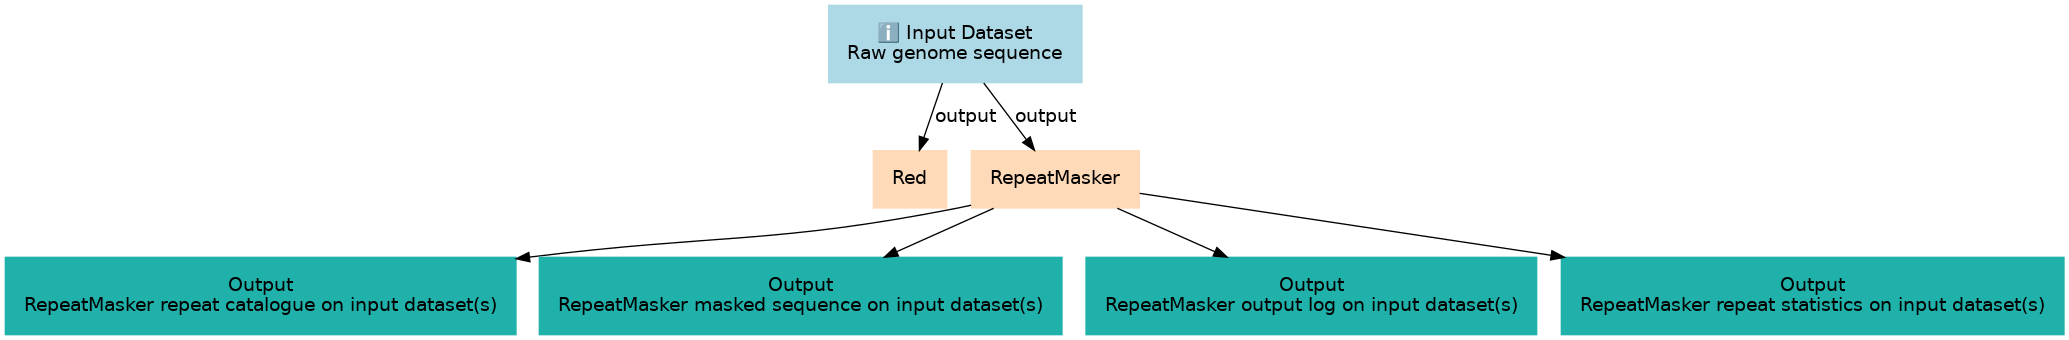 ℹ️ Input Dataset
Raw genome sequence
output
output
Red
RepeatMasker
Output
RepeatMasker repeat catalogue on input dataset(s)
Output
RepeatMasker masked sequence on input dataset(s)
Output
RepeatMasker output log on input dataset(s)
Output
RepeatMasker repeat statistics on input dataset(s)